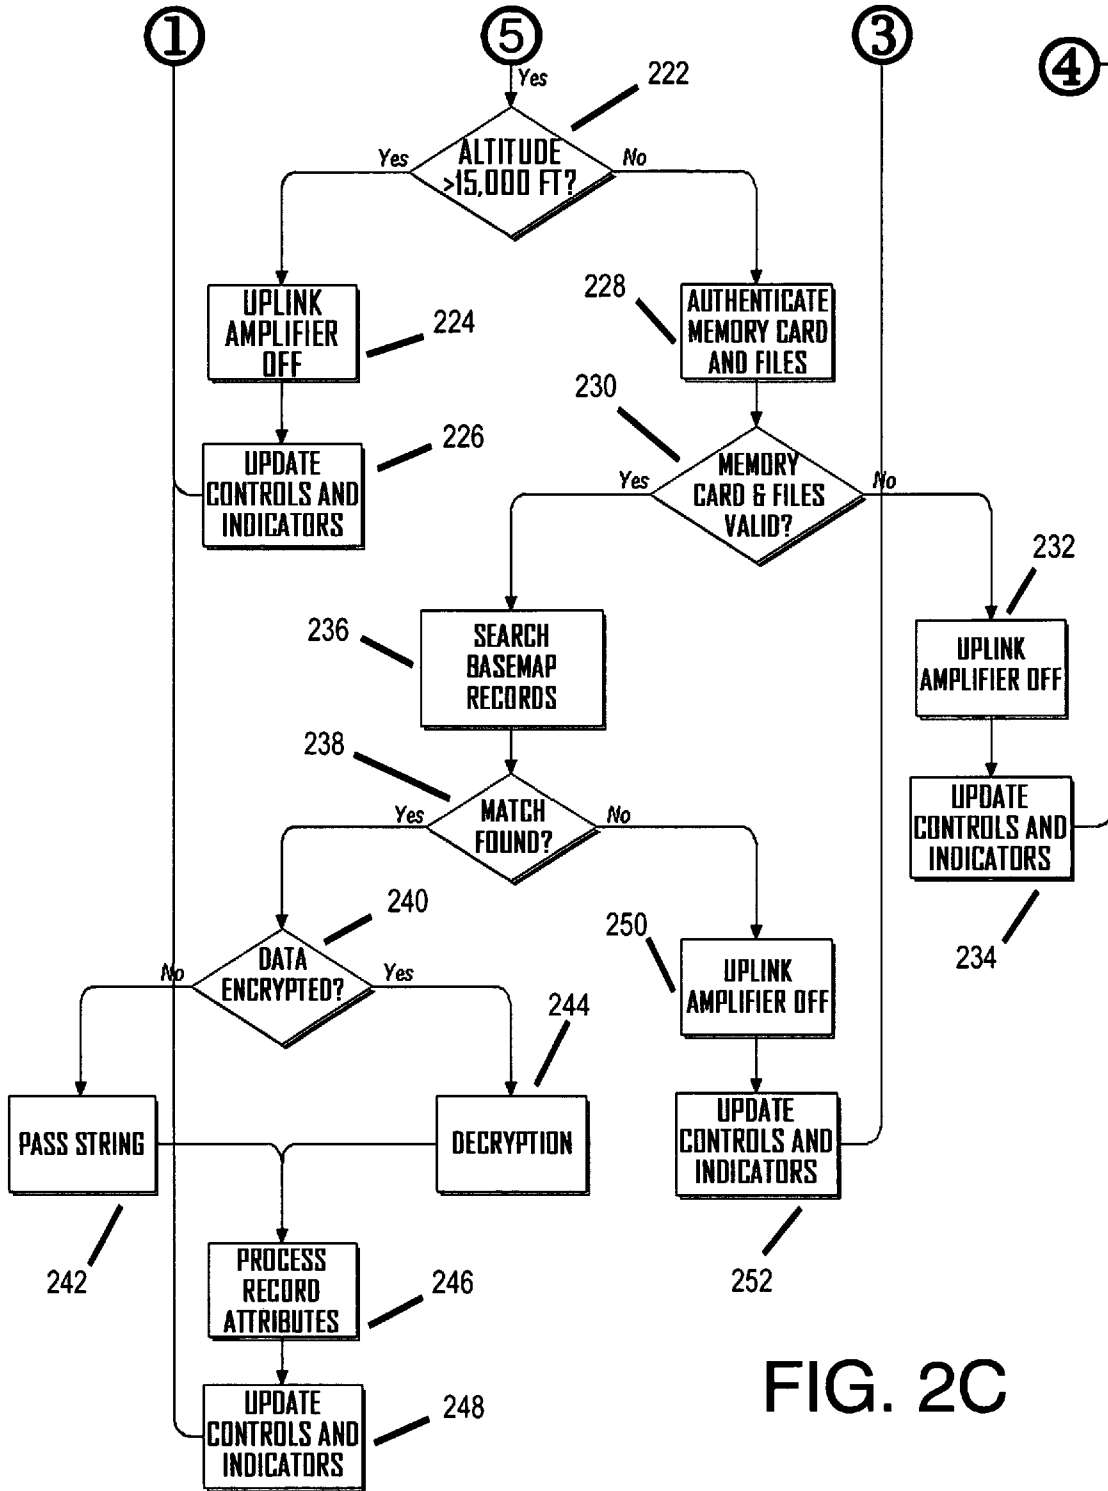 1
5
3
4
Yes
222
ALTITUDE
>15,000 FT?
Yes
No
UPLINK
AMPLIFIER
OFF
224
228
AUTHENTICATE
MEMORY CARD
AND FILES
226
UPDATE
CONTROLS AND
INDICATORS
230
MEMORY
CARD & FILES
VALID?
Yes
No
232
UPLINK
AMPLIFIER OFF
236
SEARCH
BASEMAP
RECORDS
238
MATCH
FOUND?
Yes
No
UPDATE
CONTROLS AND
INDICATORS
234
240
DATA
ENCRYPTED?
No
Yes
250
UPLINK
AMPLIFIER OFF
244
PASS STRING
242
DECRYPTION
UPDATE
CONTROLS AND
INDICATORS
252
PROCESS
RECORD
ATTRIBUTES
246
UPDATE
CONTROLS AND
INDICATORS
248
FIG. 2C